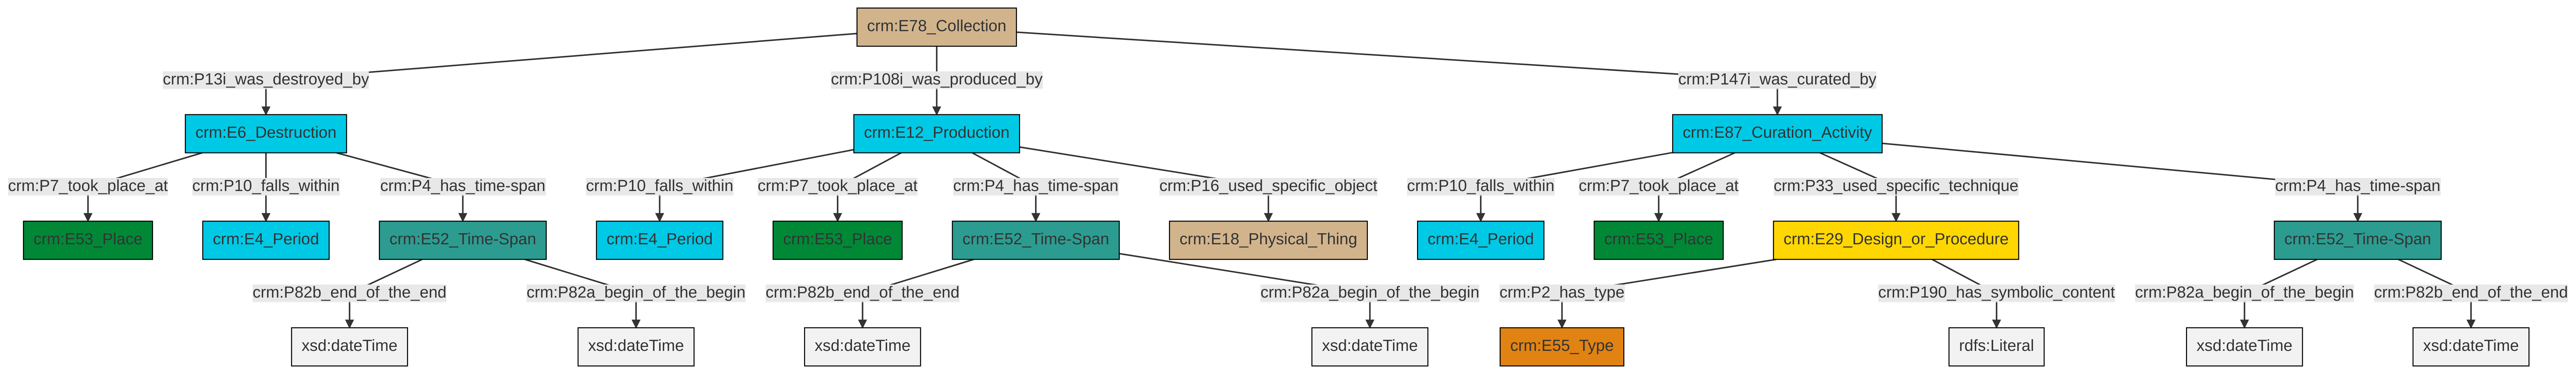 crm:E78_Collection
crm:P13i_was_destroyed_by
crm:P108i_was_produced_by
crm:P147i_was_curated_by
crm:E6_Destruction
crm:E12_Production
crm:E87_Curation_Activity
crm:P7_took_place_at
crm:P10_falls_within
crm:P4_has_time-span
crm:P10_falls_within
crm:P7_took_place_at
crm:P4_has_time-span
crm:P16_used_specific_object
crm:P10_falls_within
crm:P7_took_place_at
crm:P33_used_specific_technique
crm:P4_has_time-span
crm:E53_Place
crm:E4_Period
crm:E52_Time-Span
crm:E4_Period
crm:E53_Place
crm:E52_Time-Span
crm:E18_Physical_Thing
crm:E4_Period
crm:E53_Place
crm:E29_Design_or_Procedure
crm:E52_Time-Span
crm:P82b_end_of_the_end
crm:P82a_begin_of_the_begin
crm:P82b_end_of_the_end
crm:P82a_begin_of_the_begin
crm:P2_has_type
crm:P190_has_symbolic_content
crm:P82a_begin_of_the_begin
crm:P82b_end_of_the_end
xsd:dateTime
xsd:dateTime
xsd:dateTime
xsd:dateTime
crm:E55_Type
rdfs:Literal
xsd:dateTime
xsd:dateTime